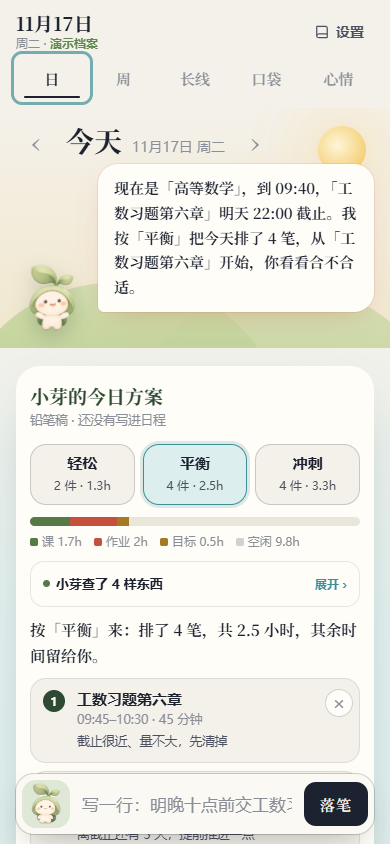 11月17日
周二 · 演示档案
设置
日 周 长线 口袋 心情
今天 11月17日 周二
现在是「高等数学」，到 09:40，「工
数习题第六章」明天 22:00 截止。我
按「平衡」把今天排了 4 笔，从「工
数习题第六章」开始，你看看合不合
适。
小芽的今日方案
铅笔稿 · 还没有写进日程
轻松 平衡 冲刺
2 件 · 1.3h 4 件 · 2.5h 4 件 · 3.3h
课 1.7h 作业 2h 目标 0.5h 空闲 9.8h
小芽查了 4 样东西 展开 ›
按「平衡」来：排了 4 笔，共 2.5 小时，其余时
间留给你。
1 工数习题第六章
09:45–10:30 · 45 分钟
截止很近、量不大，先清掉
写一行：明晚十点前交工数习
落笔